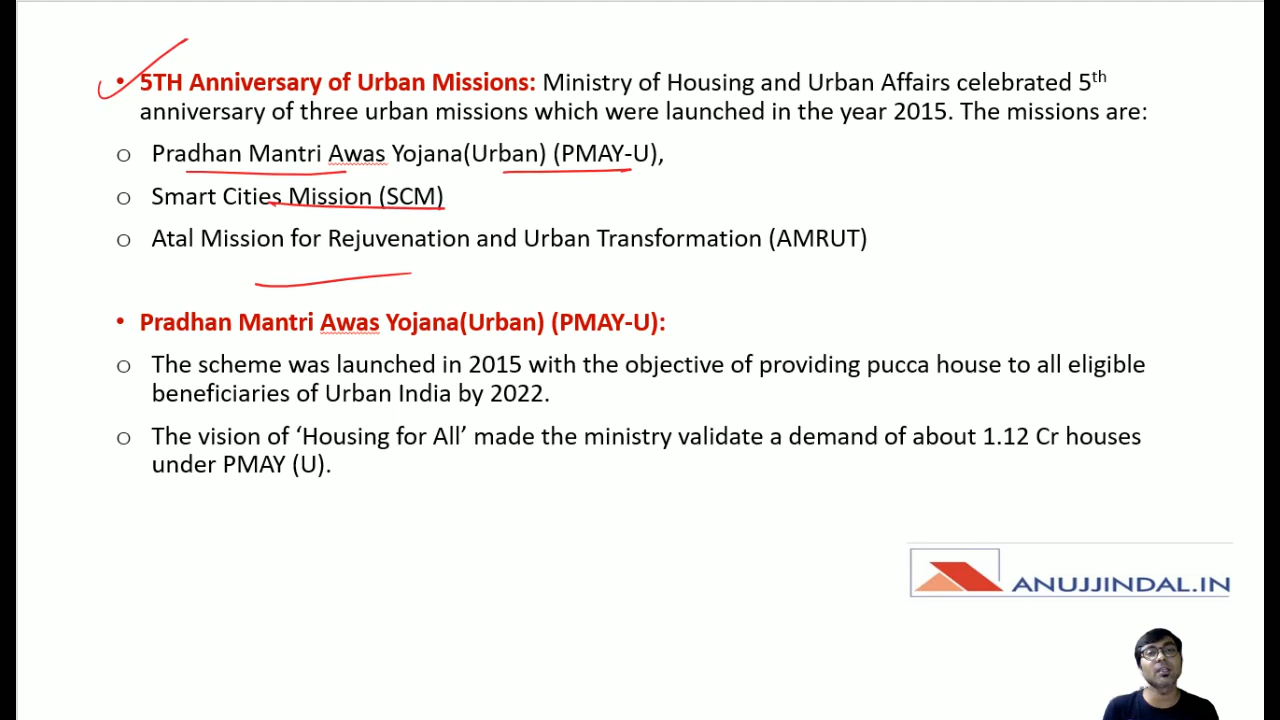 • 5TH Anniversary of Urban Missions: Ministry of Housing and Urban Affairs celebrated 5th
anniversary of three urban missions which were launched in the year 2015. The missions are:
o Pradhan Mantri Awas Yojana(Urban) (PMAY-U),
o Smart Cities Mission (SCM)
o Atal Mission for Rejuvenation and Urban Transformation (AMRUT)
• Pradhan Mantri Awas Yojana(Urban) (PMAY-U):
o The scheme was launched in 2015 with the objective of providing pucca house to all eligible
beneficiaries of Urban India by 2022.
o The vision of ‘Housing for All’ made the ministry validate a demand of about 1.12 Cr houses
under PMAY (U).
ANUJJINDAL.IN